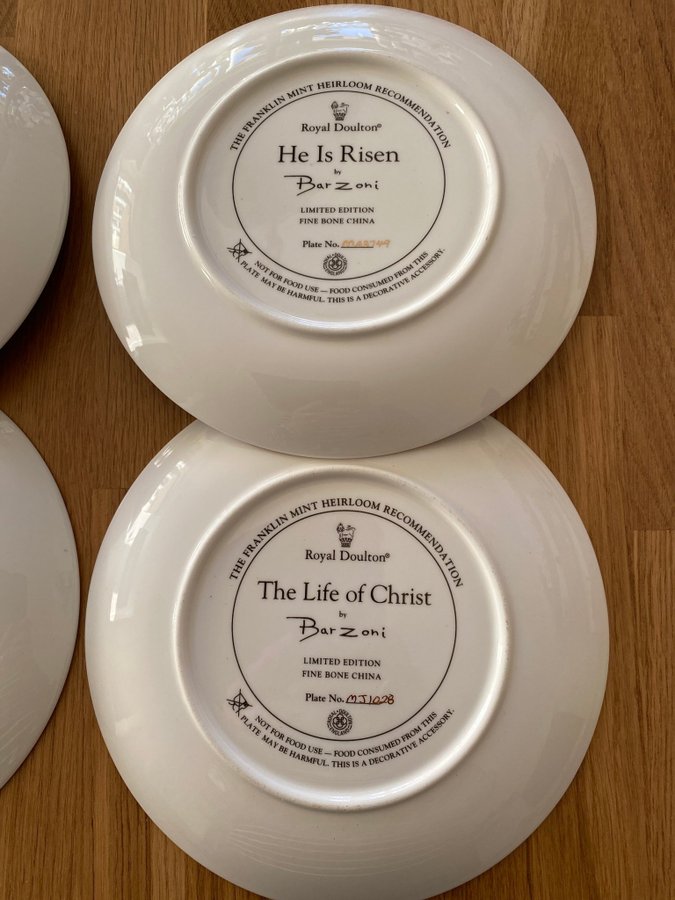 THE FRANKLIN MINT HEIRLOOM RECOMMENDATION
Royal Doulton®
He Is Risen
by
Barzoni
LIMITED EDITION
FINE BONE CHINA
Plate No.
NOT FOR FOOD USE — FOOD CONSUMED FROM THIS
PLATE MAY BE HARMFUL. THIS IS A DECORATIVE ACCESSORY.
THE FRANKLIN MINT HEIRLOOM RECOMMENDATION
Royal Doulton®
The Life of Christ
by
Barzoni
LIMITED EDITION
FINE BONE CHINA
Plate No. MJ1028
NOT FOR FOOD USE — FOOD CONSUMED FROM THIS
PLATE MAY BE HARMFUL. THIS IS A DECORATIVE ACCESSORY.